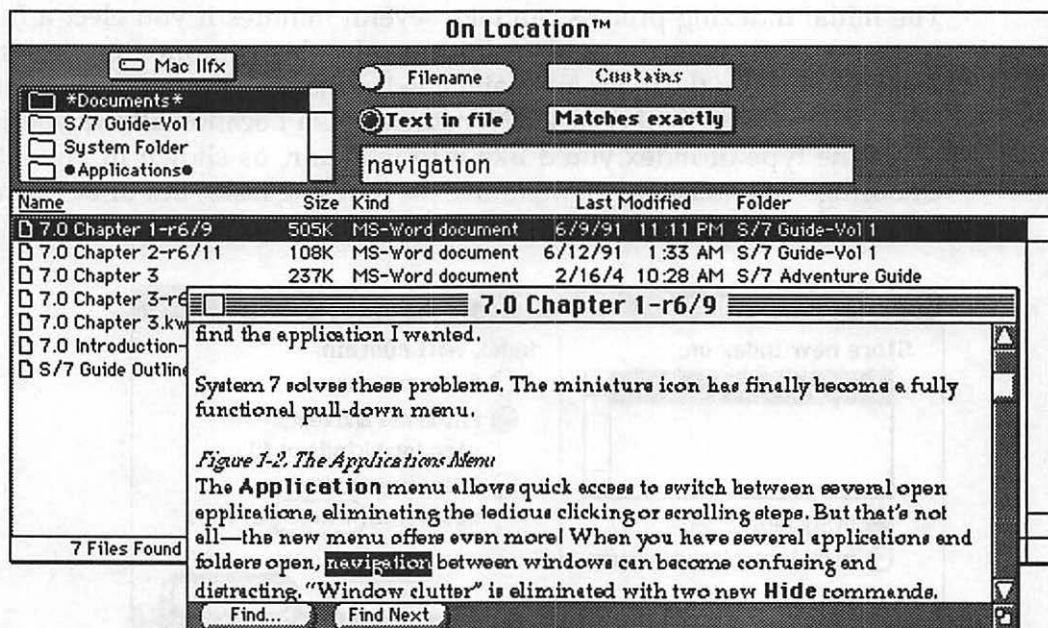 On Location™
Mac IIfx
*Documents*
S/7 Guide-Vol 1
System Folder
●Applications●
Filename
Contains
Text in file
Matches exactly
navigation
Name Size Kind Last Modified Folder
7.0 Chapter 1-r6/9 505K MS-Word document 6/9/91 11:11 PM S/7 Guide-Vol 1
7.0 Chapter 2-r6/11 108K MS-Word document 6/12/91 1:33 AM S/7 Guide-Vol 1
7.0 Chapter 3 237K MS-Word document 2/16/4 10:28 AM S/7 Adventure Guide
7.0 Chapter 3-r6
7.0 Chapter 3.kw
7.0 Introduction-
S/7 Guide Outline
7 Files Found
7.0 Chapter 1-r6/9
find the application I wanted.
System 7 solves these problems. The miniature icon has finally become a fully
functional pull-down menu.
Figure 1-2. The Applications Menu
The Application menu allows quick access to switch between several open
applications, eliminating the tedious clicking or scrolling steps. But that's not
all—the new menu offers even more! When you have several applications and
folders open, navigation between windows can become confusing and
distracting. "Window clutter" is eliminated with two new Hide commands.
Find... Find Next